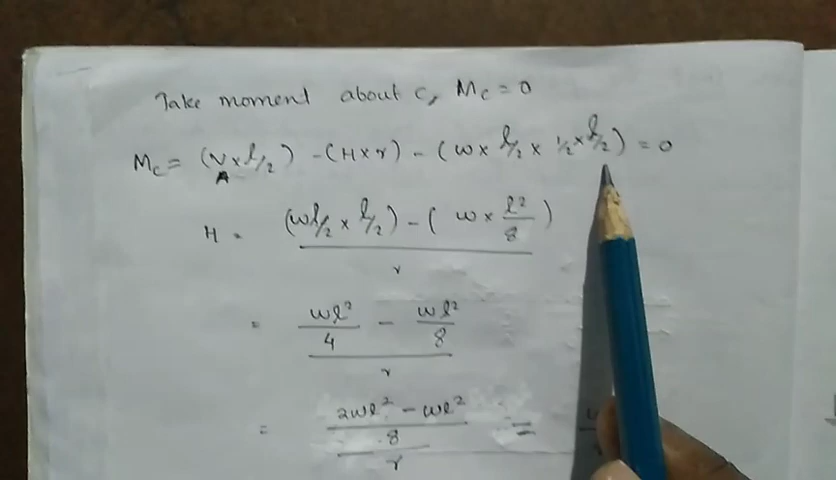 Take moment about C, Mc = 0
Mc = (VA × l/2) - (H × r) - (w × l/2 × 1/2 × l/2) = 0
H = (wl/2 × l/2) - ( w × l²/8 ) / r
= wl²/4 - wl²/8 / r
= 2wl² - wl² / 8 / r =